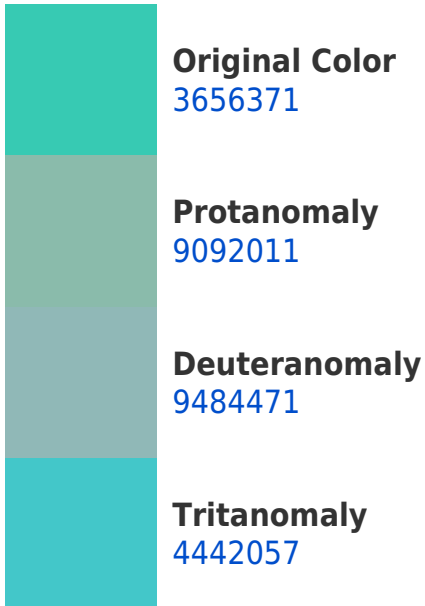 Original Color
3656371
Protanomaly
9092011
Deuteranomaly
9484471
Tritanomaly
4442057